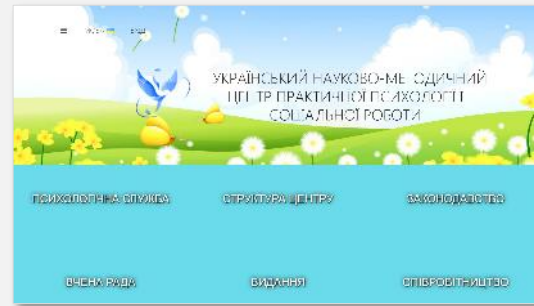 УКРАЇНСЬКИЙ НАУКОВО-МЕТОДИЧНИЙ
ЦЕНТР ПРАКТИЧНОЇ ПСИХОЛОГІЇ І
СОЦІАЛЬНОЇ РОБОТИ
ПСИХОЛОГІЧНА СЛУЖБА
СТРУКТУРА ЦЕНТРУ
ЗАКОНОДАВСТВО
ВЧЕНА РАДА
ВИДАННЯ
СПІВРОБІТНИЦТВО